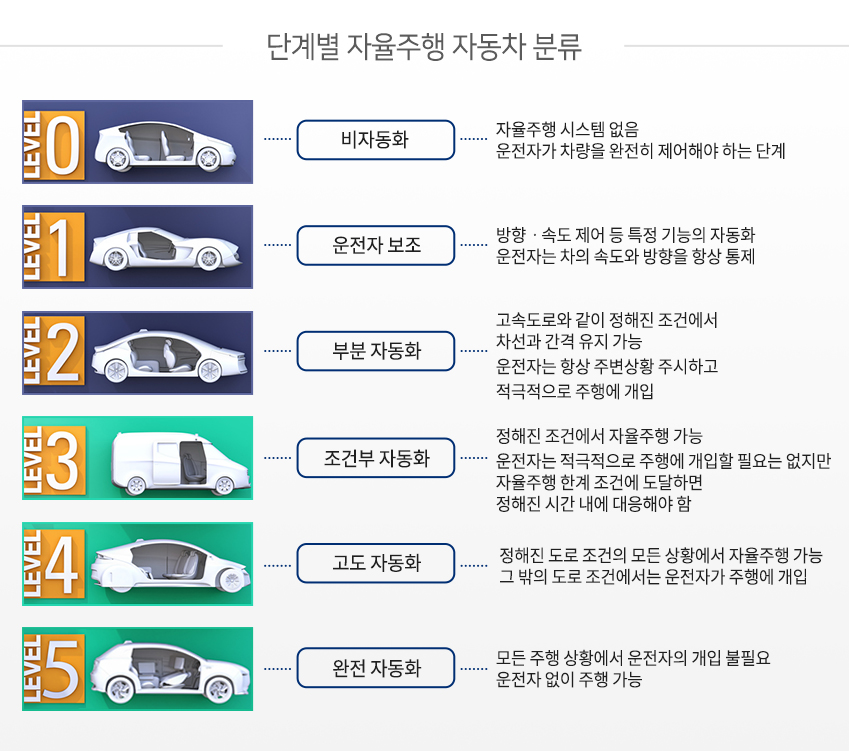 단계별 자율주행 자동차 분류
LEVEL 0
비자동화
자율주행 시스템 없음
운전자가 차량을 완전히 제어해야 하는 단계
LEVEL 1
운전자 보조
방향ㆍ속도 제어 등 특정 기능의 자동화
운전자는 차의 속도와 방향을 항상 통제
LEVEL 2
부분 자동화
고속도로와 같이 정해진 조건에서
차선과 간격 유지 가능
운전자는 항상 주변상황 주시하고
적극적으로 주행에 개입
LEVEL 3
조건부 자동화
정해진 조건에서 자율주행 가능
운전자는 적극적으로 주행에 개입할 필요는 없지만
자율주행 한계 조건에 도달하면
정해진 시간 내에 대응해야 함
LEVEL 4
고도 자동화
정해진 도로 조건의 모든 상황에서 자율주행 가능
그 밖의 도로 조건에서는 운전자가 주행에 개입
LEVEL 5
완전 자동화
모든 주행 상황에서 운전자의 개입 불필요
운전자 없이 주행 가능